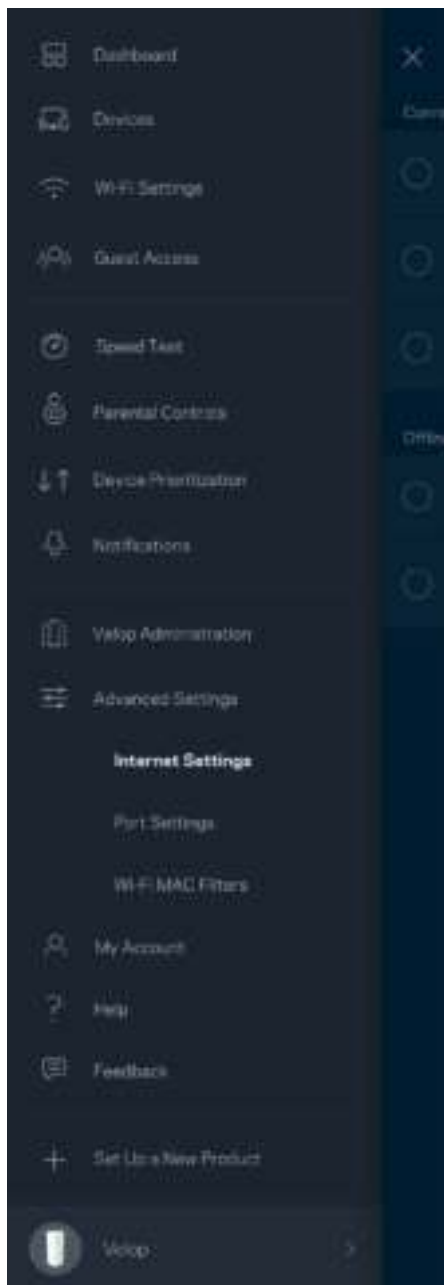 Dashboard
Devices
Wi-Fi Settings
Guest Access
Speed Test
Parental Controls
Device Prioritization
Notifications
Velop Administration
Advanced Settings
Internet Settings
Port Settings
Wi-Fi MAC Filters
My Account
Help
Feedback
Set Up a New Product
Velop